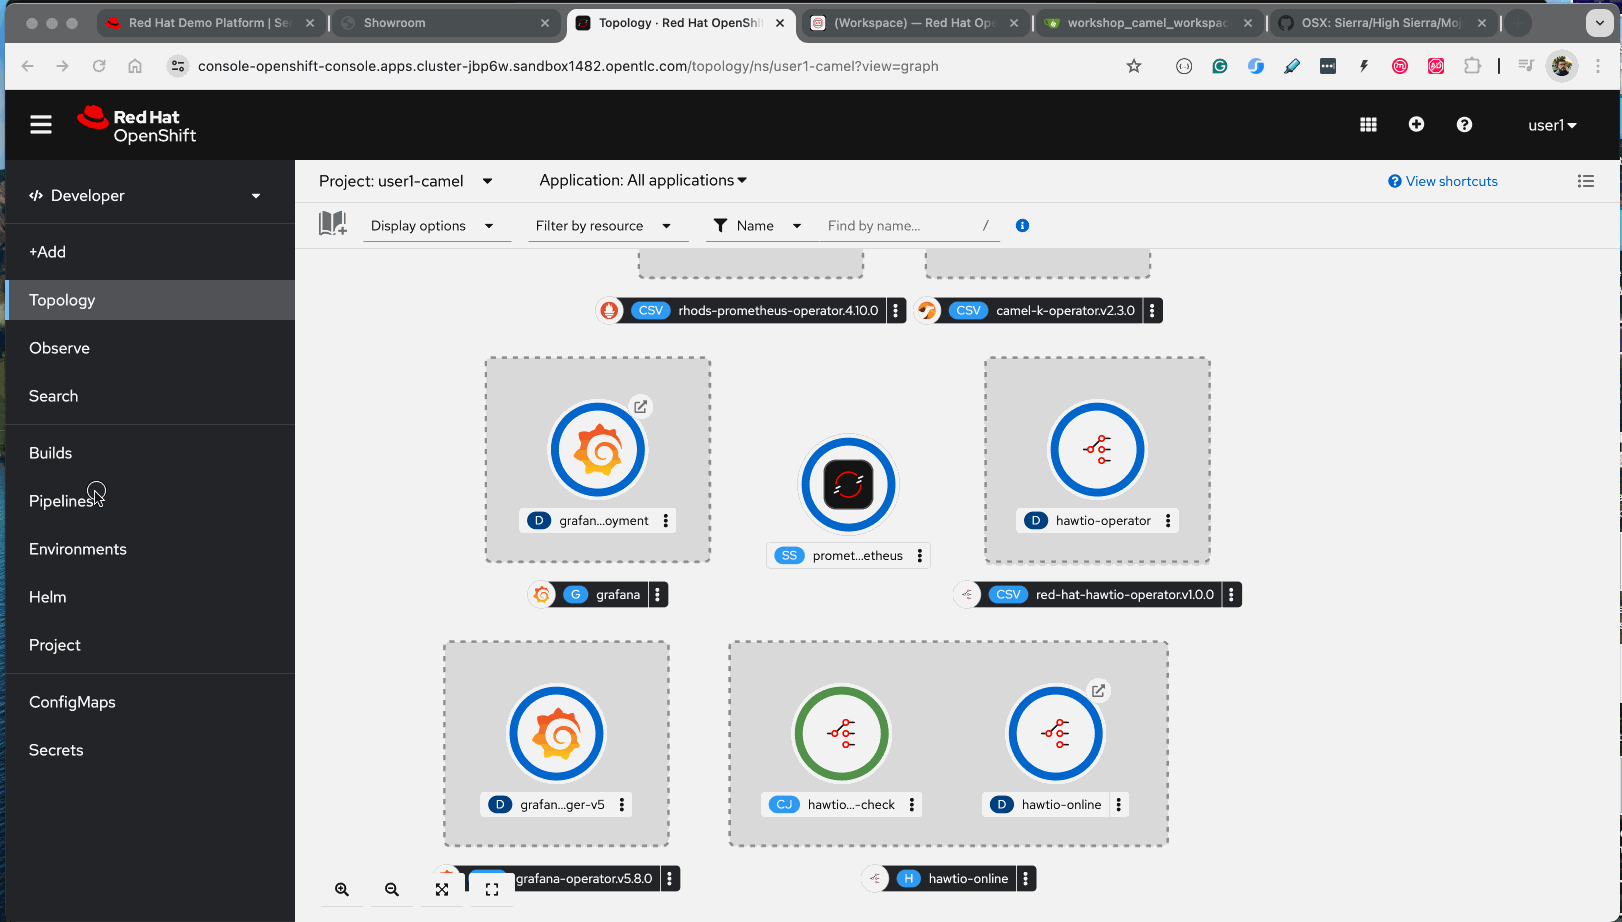 Red Hat Demo Platform | Se
Showroom
Topology · Red Hat OpenShi
(Workspace) — Red Hat Ope
workshop_camel_workspac
OSX: Sierra/High Sierra/Moj
console-openshift-console.apps.cluster-jbp6w.sandbox1482.opentlc.com/topology/ns/user1-camel?view=graph
Red Hat
OpenShift
user1
Developer
+Add
Topology
Observe
Search
Builds
Pipelines
Environments
Helm
Project
ConfigMaps
Secrets
Project: user1-camel
Application: All applications
View shortcuts
Display options
Filter by resource
Name
Find by name...
/
CSV rhods-prometheus-operator.4.10.0
CSV camel-k-operator.v2.3.0
D grafan...oyment
SS promet...etheus
D hawtio-operator
G grafana
CSV red-hat-hawtio-operator.v1.0.0
D grafan...ger-v5
CJ hawtio...-check
D hawtio-online
grafana-operator.v5.8.0
H hawtio-online